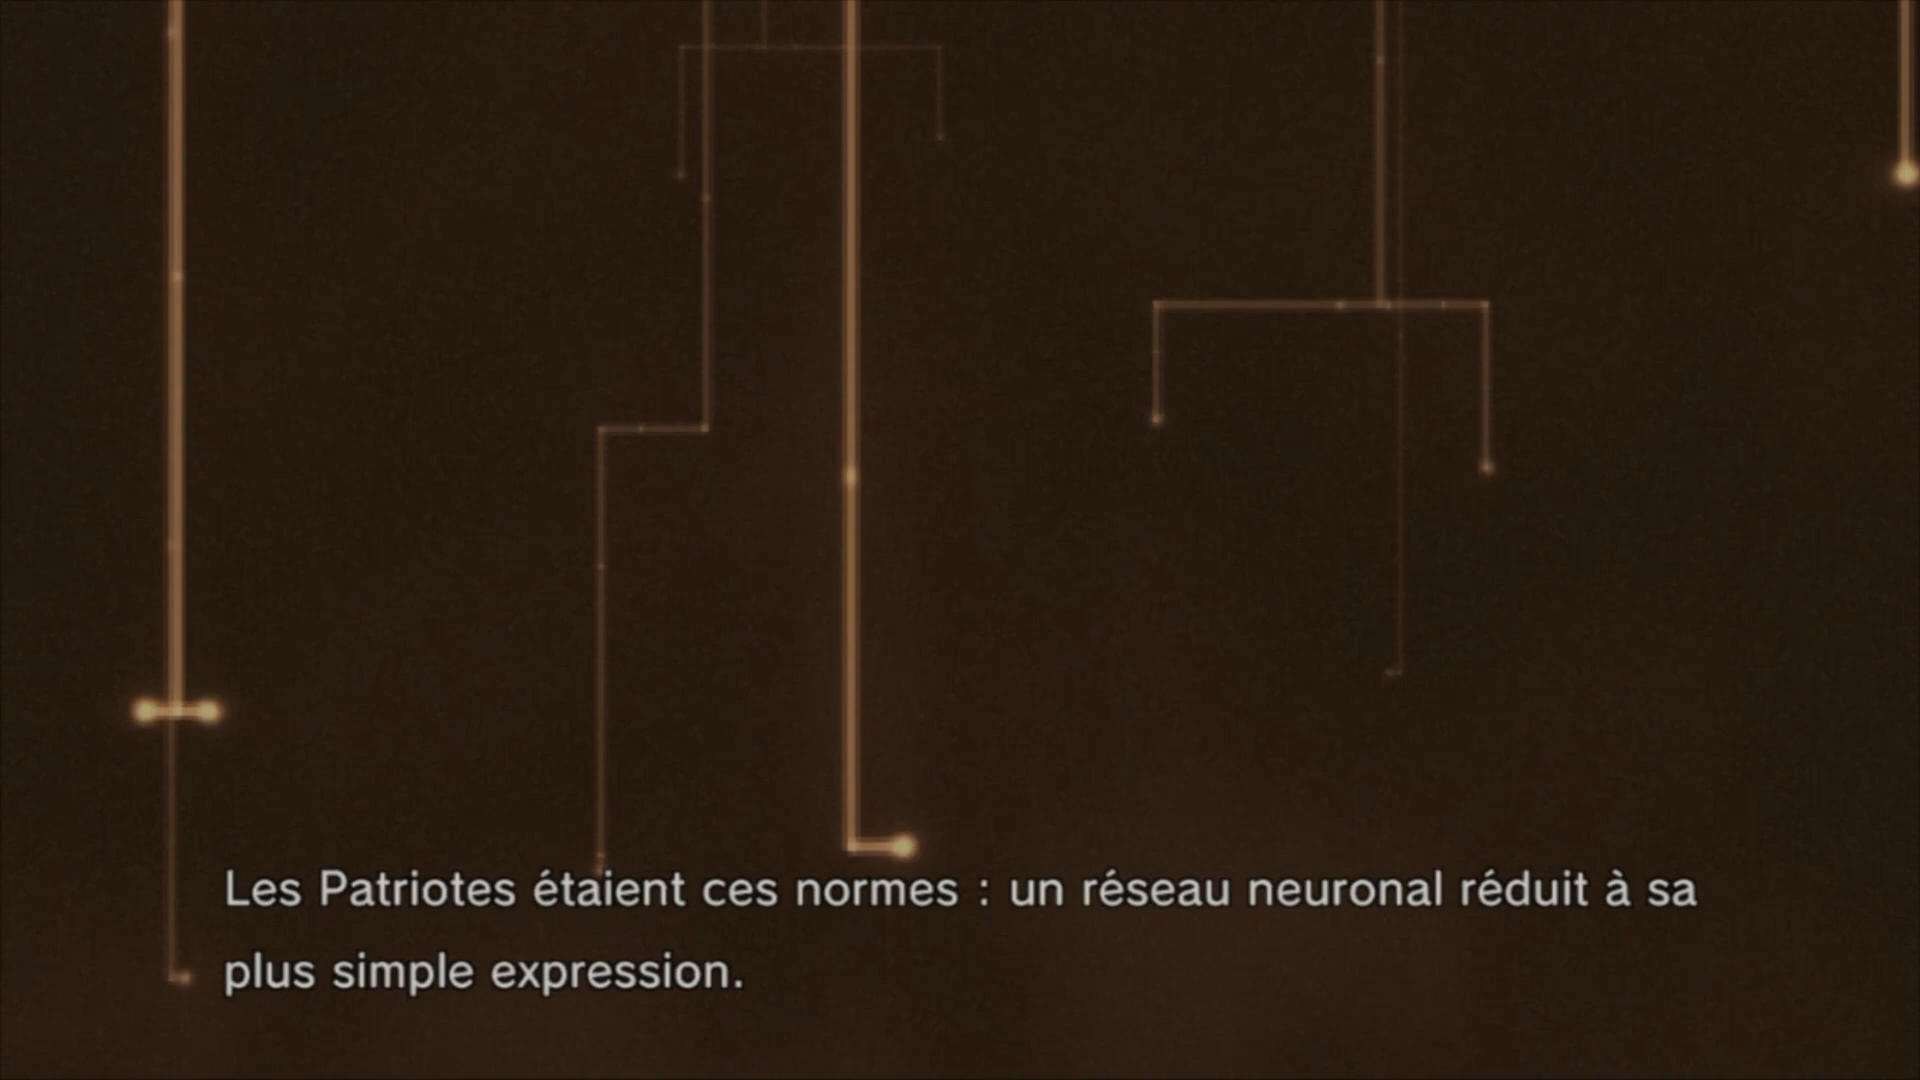 Les Patriotes étaient ces normes : un réseau neuronal réduit à sa
plus simple expression.